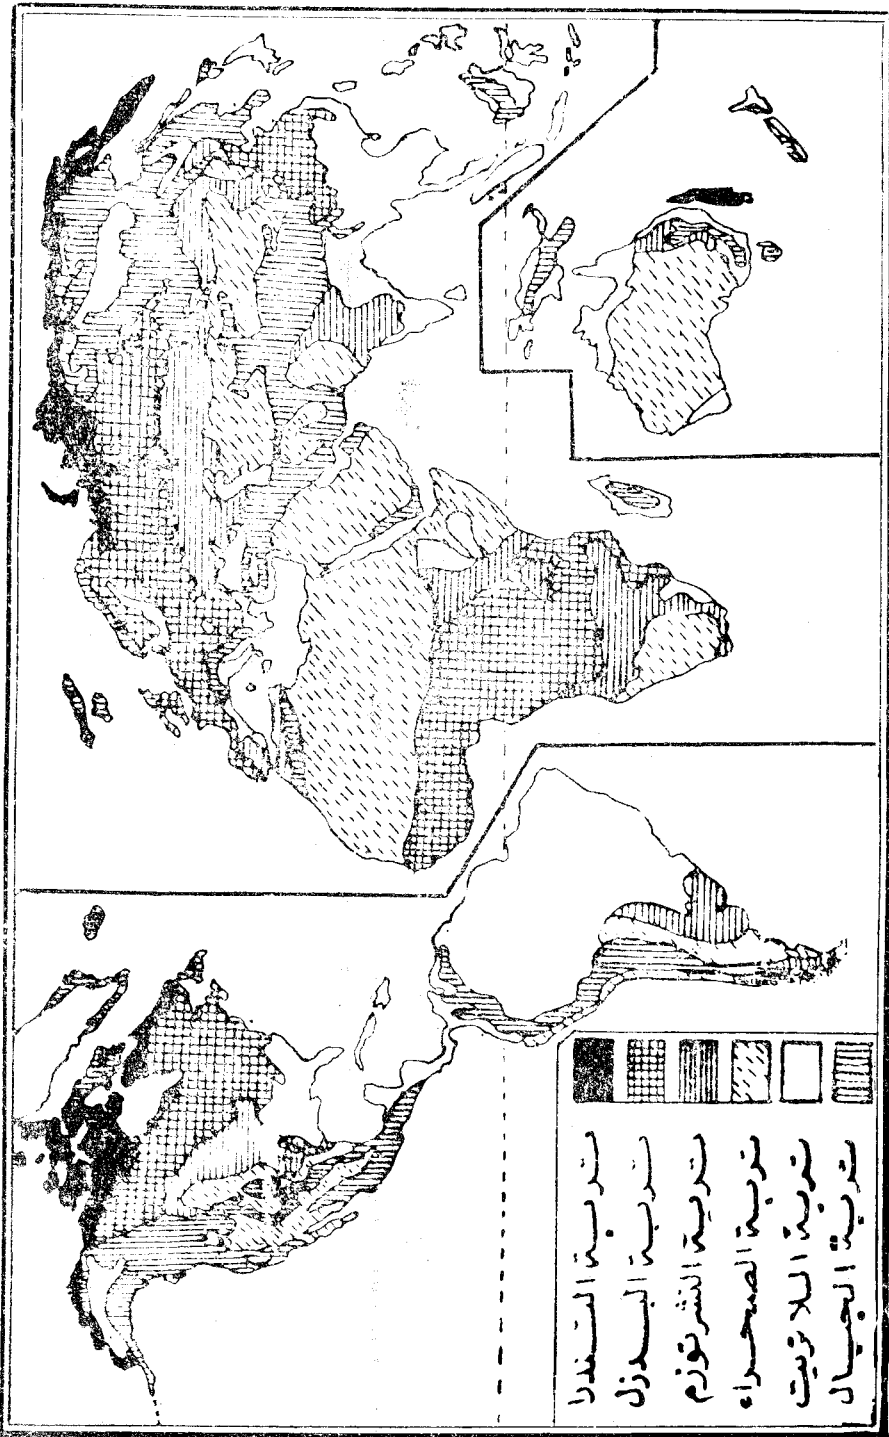 تربة التندرا
تربة البدزل
تربة التشرنوزم
تربة الصحراء
تربة اللاتريت
تربة الجبال